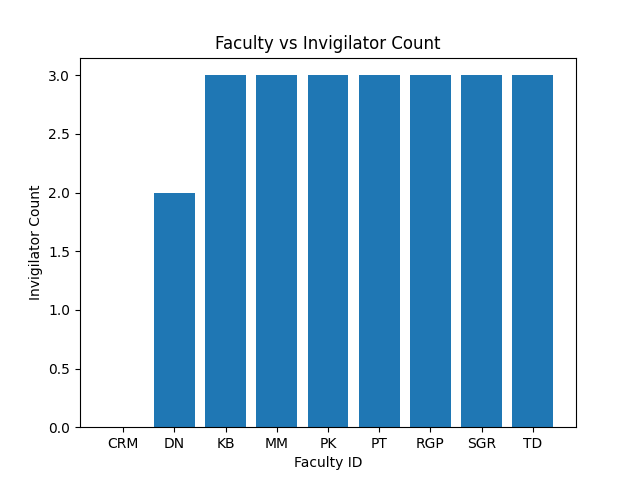 Faculty vs Invigilator Count
3.0
2.5
2.0
1.5
1.0
0.5
0.0
Invigilator Count
CRM DN KB MM PK PT RGP SGR TD
Faculty ID